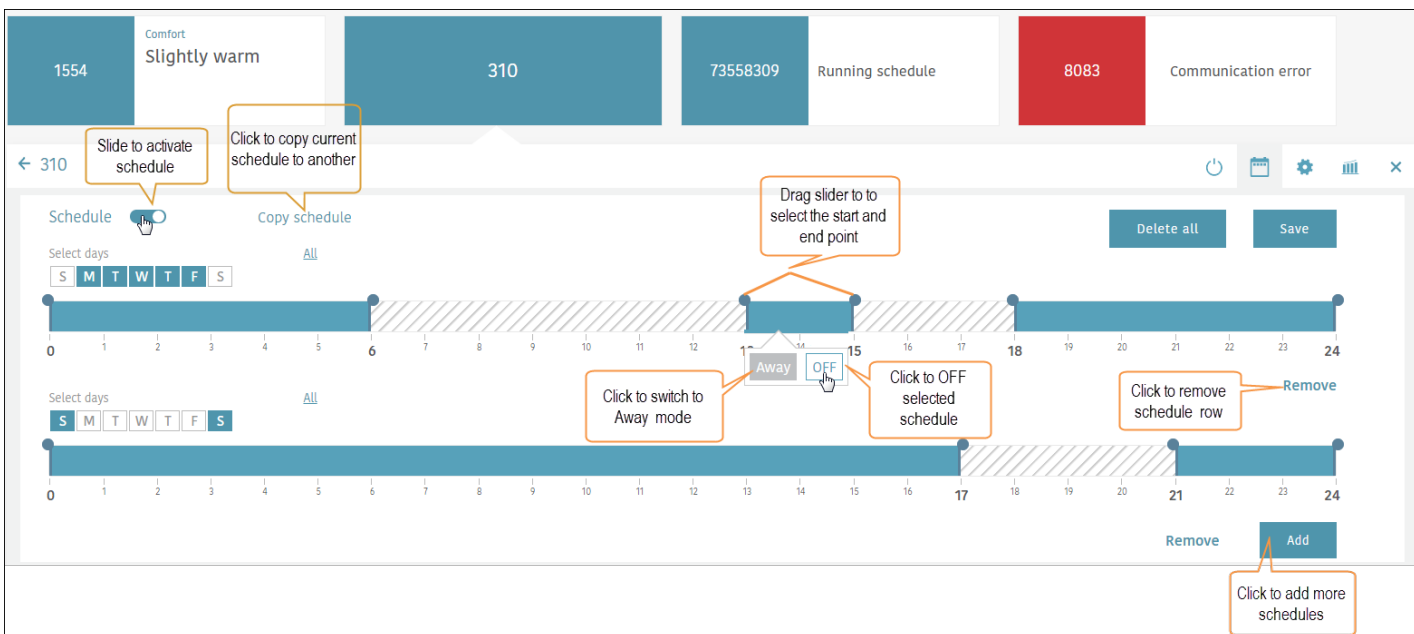 1554
Comfort
Slightly warm
310
73558309
Running schedule
8083
Communication error
Slide to activate
schedule
Click to copy current
schedule to another
310
Drag slider to to
select the start and
end point
Schedule
Copy schedule
Delete all
Save
Select days
All
S M T W T F S
0 1 2 3 4 5 6 7 8 9 10 11 12 14 15 16 17 18 19 20 21 22 23 24
Away
OFF
Click to switch to
Away mode
Click to OFF
selected
schedule
Click to remove
schedule row
Remove
Select days
All
S M T W T F S
0 1 2 3 4 5 6 7 8 9 10 11 12 13 14 15 16 17 18 19 20 21 22 23 24
Remove
Add
Click to add more
schedules